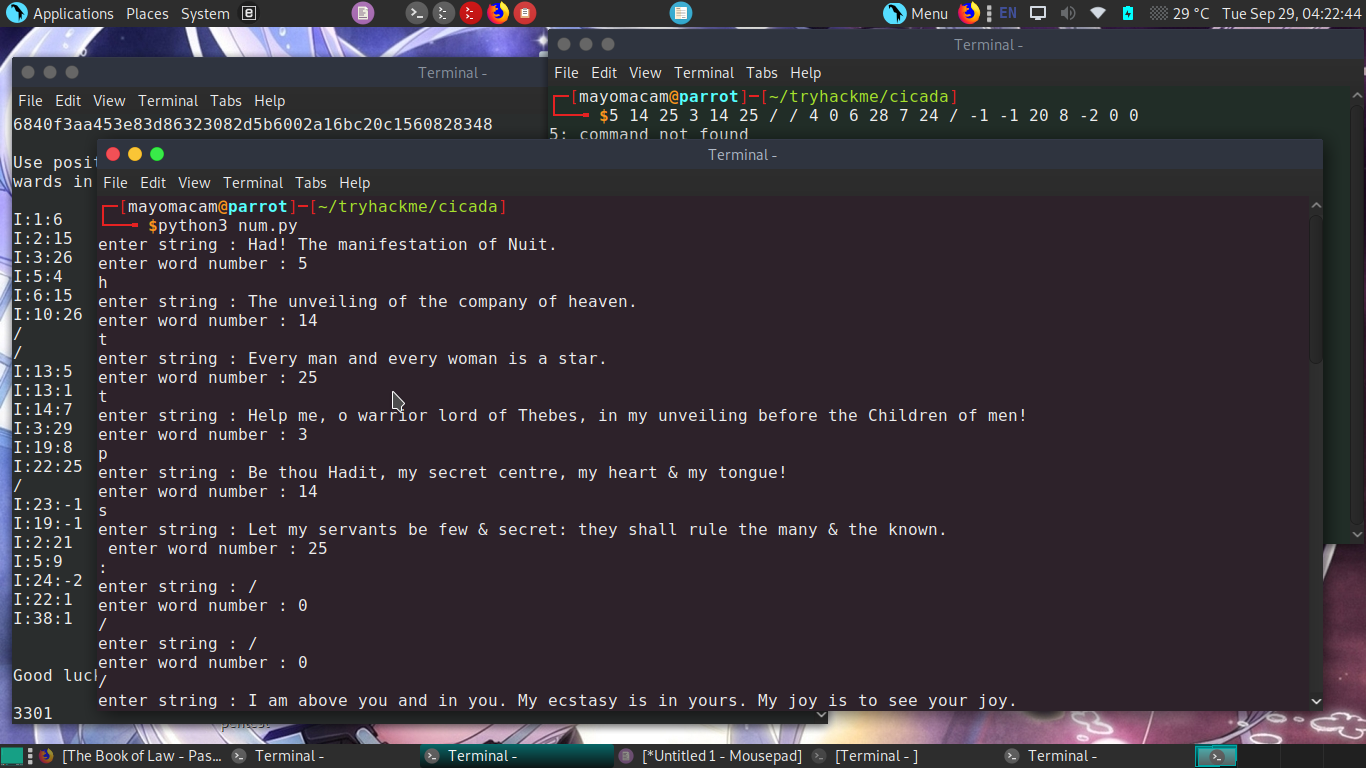 Applications Places System
Menu EN 29 °C Tue Sep 29, 04:22:44
Terminal -
File Edit View Terminal Tabs Help
6840f3aa453e83d86323082d5b6002a16bc20c1560828348
Use posit
wards in
I:1:6
I:2:15
I:3:26
I:5:4
I:6:15
I:10:26
/
/
I:13:5
I:13:1
I:14:7
I:3:29
I:19:8
I:22:25
/
I:23:-1
I:19:-1
I:2:21
I:5:9
I:24:-2
I:22:1
I:38:1
Good luck
3301
Terminal -
File Edit View Terminal Tabs Help
[mayomacam@parrot]-[~/tryhackme/cicada]
$5 14 25 3 14 25 / / 4 0 6 28 7 24 / -1 -1 20 8 -2 0 0
5: command not found
Terminal -
File Edit View Terminal Tabs Help
[mayomacam@parrot]-[~/tryhackme/cicada]
$python3 num.py
enter string : Had! The manifestation of Nuit.
enter word number : 5
h
enter string : The unveiling of the company of heaven.
enter word number : 14
t
enter string : Every man and every woman is a star.
enter word number : 25
t
enter string : Help me, o warrior lord of Thebes, in my unveiling before the Children of men!
enter word number : 3
p
enter string : Be thou Hadit, my secret centre, my heart & my tongue!
enter word number : 14
s
enter string : Let my servants be few & secret: they shall rule the many & the known.
enter word number : 25
:
enter string : /
enter word number : 0
/
enter string : /
enter word number : 0
/
enter string : I am above you and in you. My ecstasy is in yours. My joy is to see your joy.
[The Book of Law - Pas... Terminal - Terminal - [*Untitled 1 - Mousepad] [Terminal - ] Terminal -